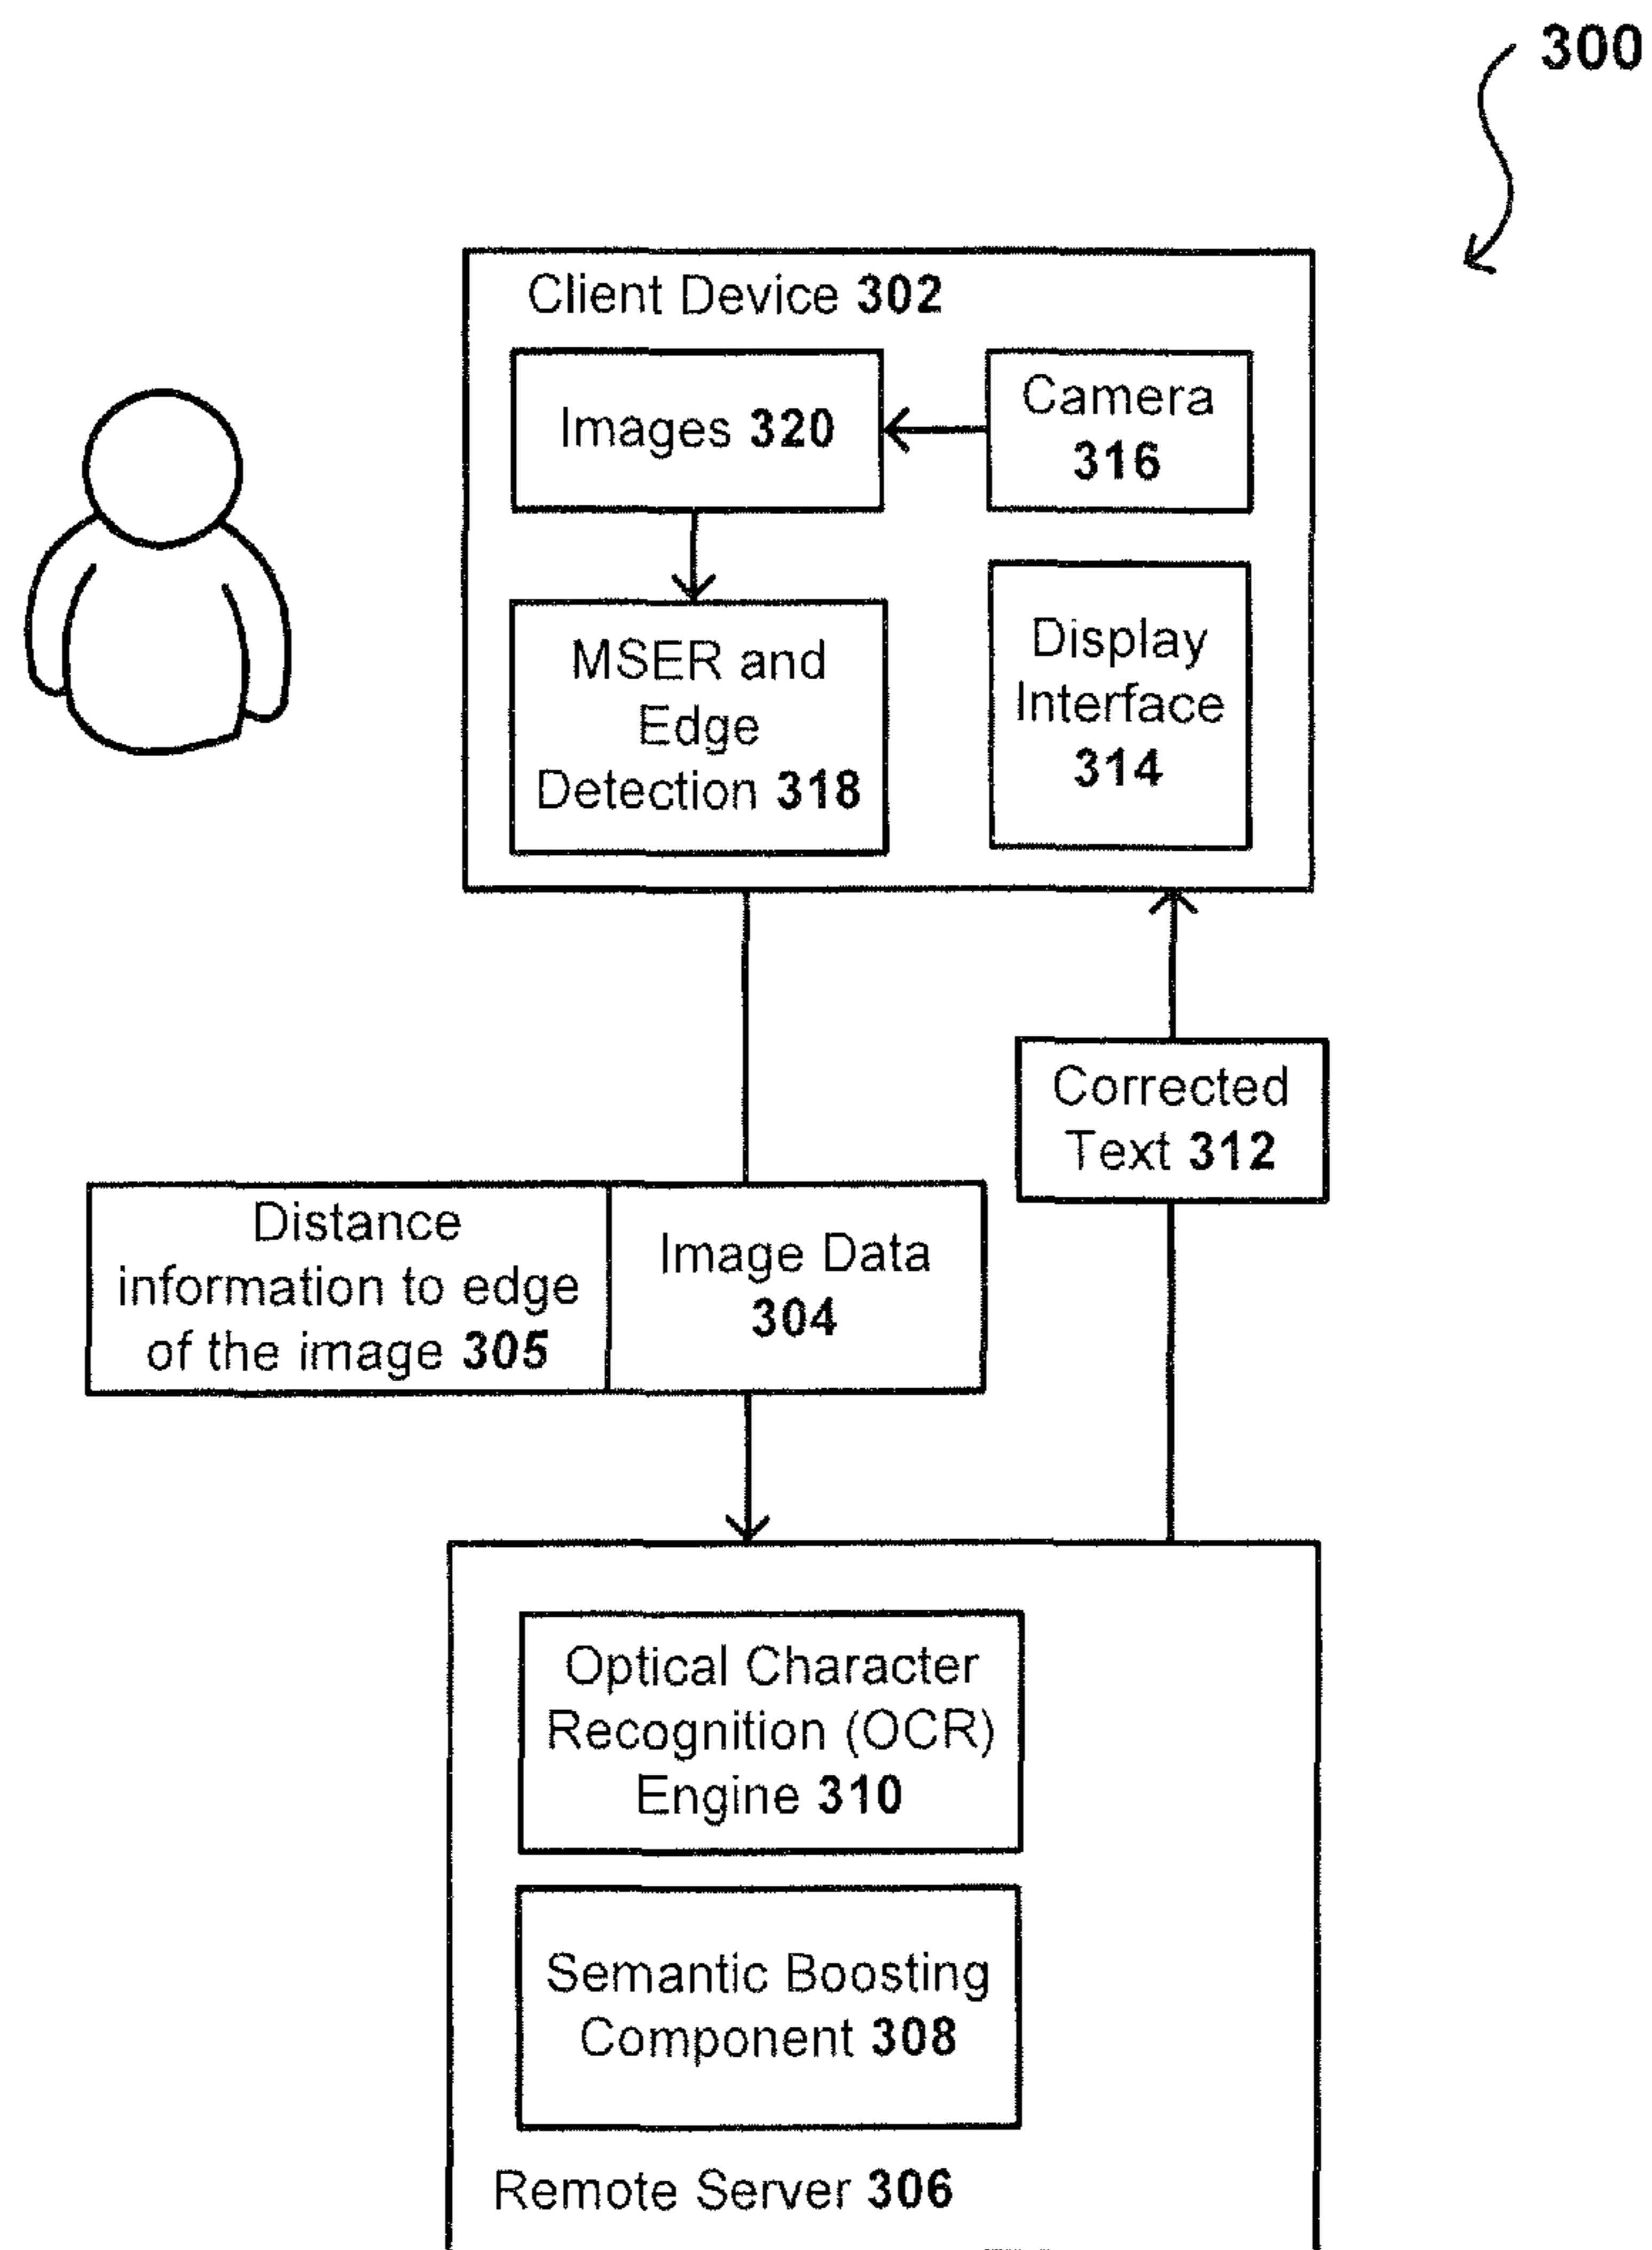 300
Client Device 302
Images 320
Camera
316
MSER and
Edge
Detection 318
Display
Interface
314
Corrected
Text 312
Distance
information to edge
of the image 305
Image Data
304
Optical Character
Recognition (OCR)
Engine 310
Semantic Boosting
Component 308
Remote Server 306